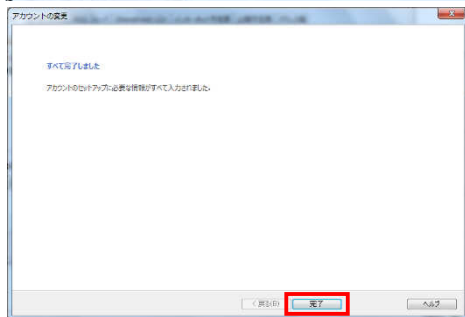 アカウントの変更
すべて完了しました
アカウントのセットアップに必要な情報がすべて入力されました。
< 戻る(B)
完了
ヘルプ